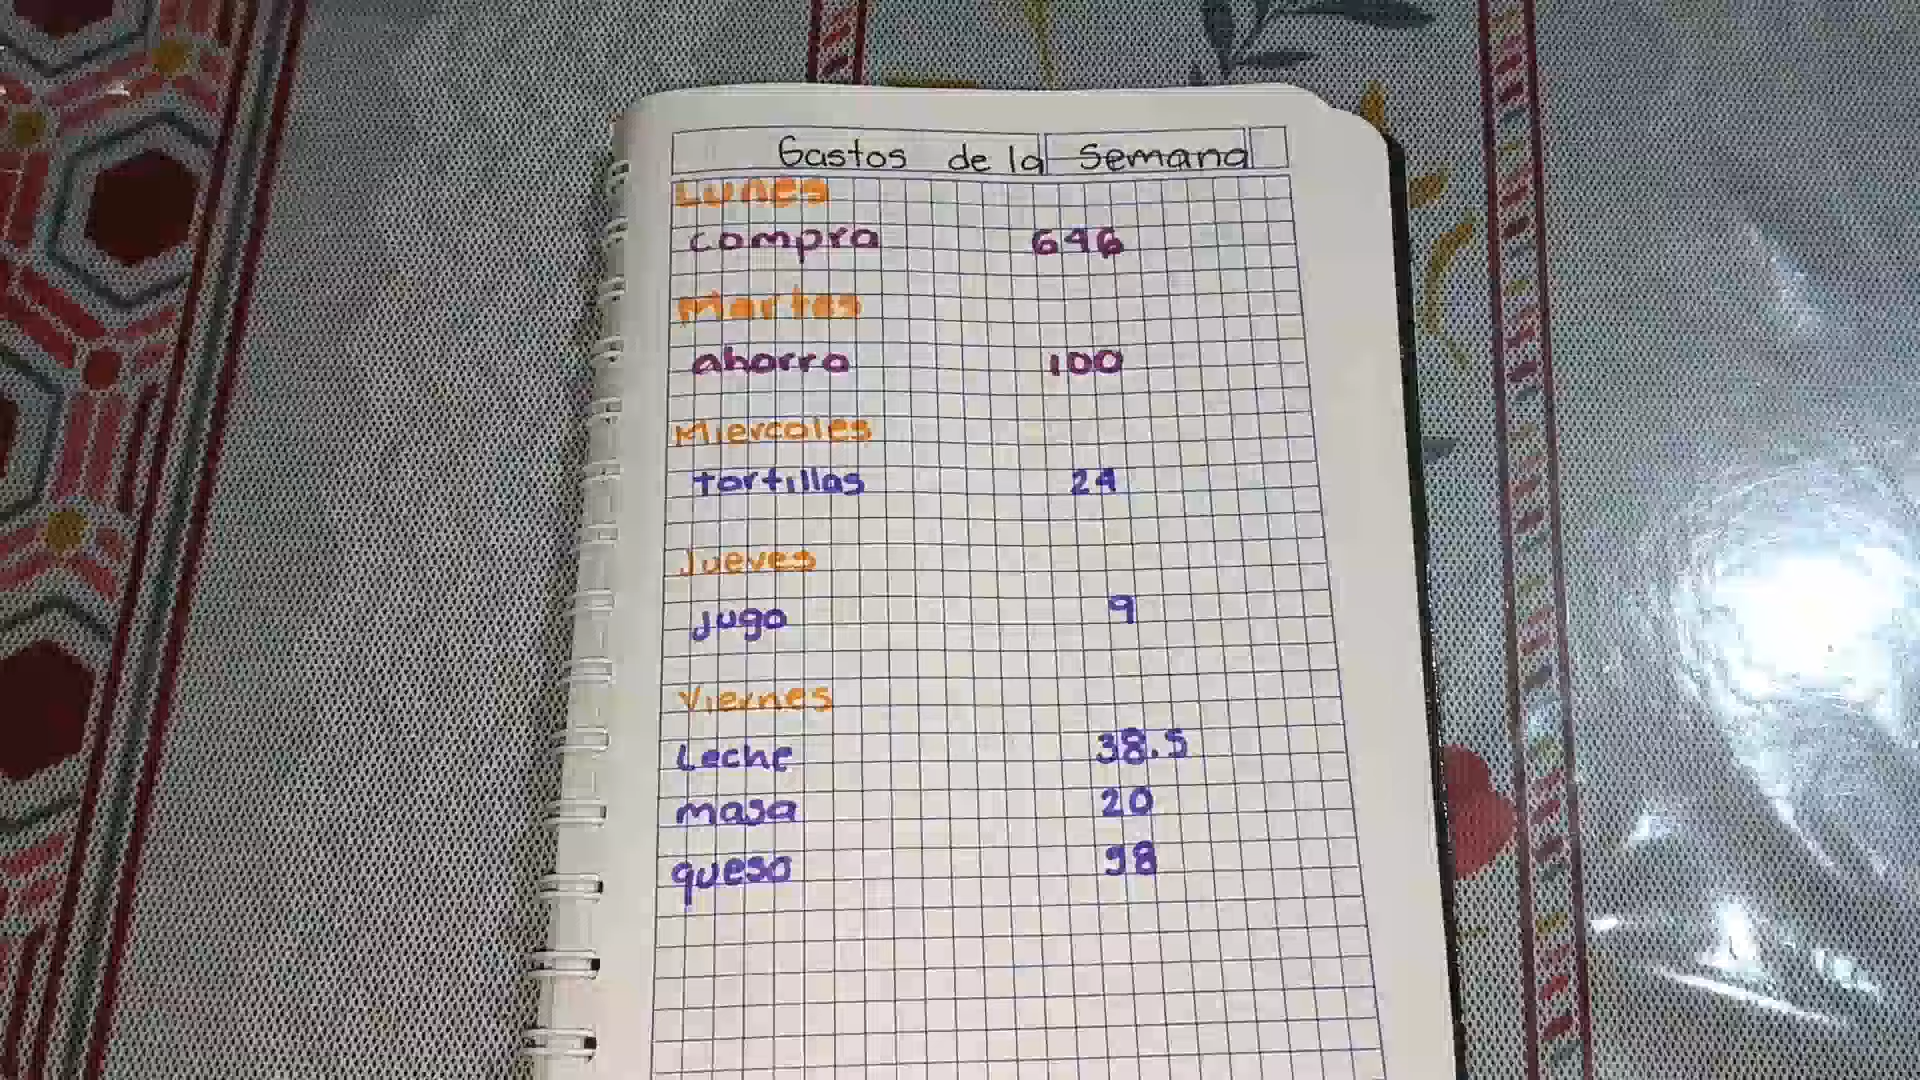 Gastos de la Semana
Lunes
compra 646
Martes
ahorro 100
Miercoles
tortillas 24
Jueves
jugo 9
Viernes
Leche 38.5
masa 20
queso 98